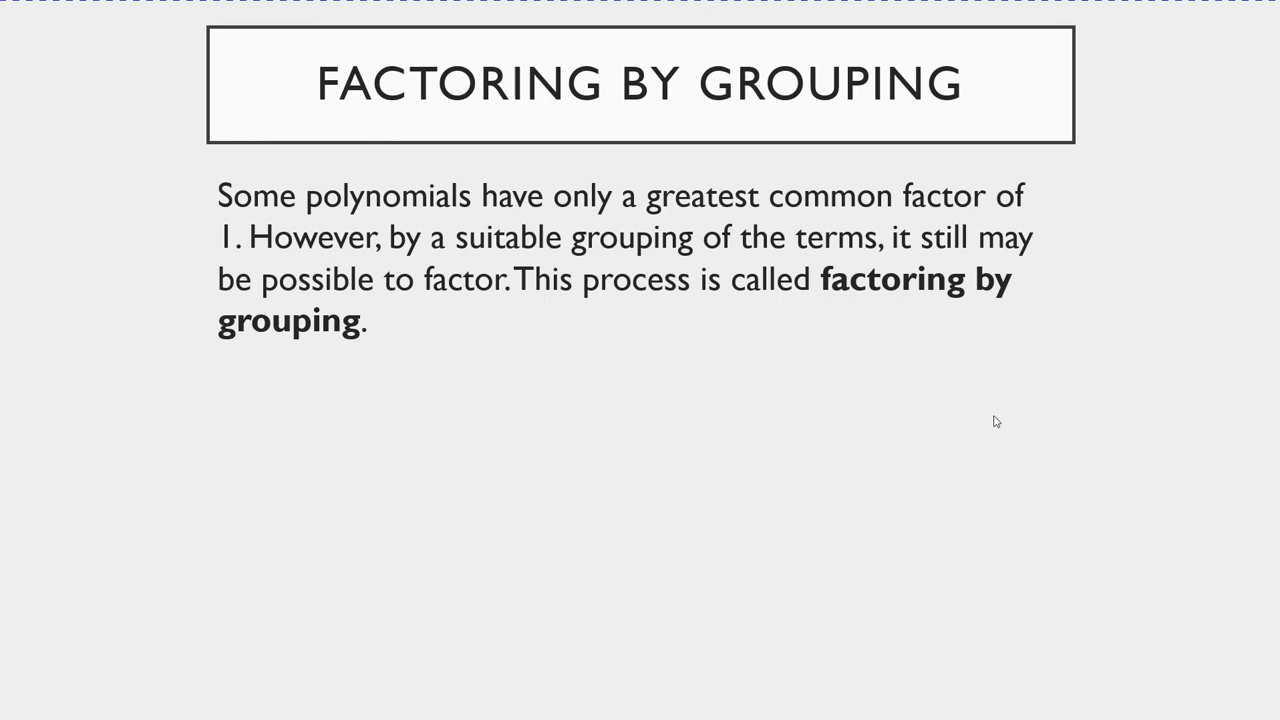 FACTORING BY GROUPING
Some polynomials have only a greatest common factor of
1. However, by a suitable grouping of the terms, it still may
be possible to factor. This process is called factoring by
grouping.